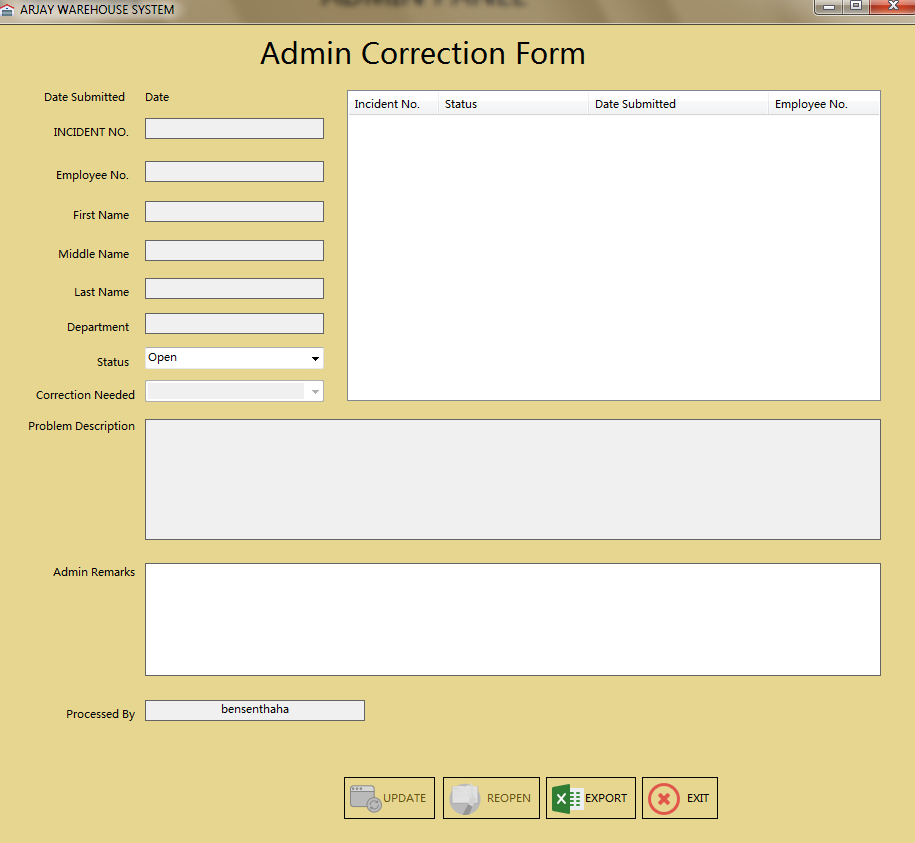 ADMIN PANEL
ARJAY WAREHOUSE SYSTEM
Admin Correction Form
Date Submitted Date
Incident No. Status Date Submitted Employee No.
INCIDENT NO.
Employee No.
First Name
Middle Name
Last Name
Department
Status Open
Correction Needed
Problem Description
Admin Remarks
Processed By bensenthaha
UPDATE REOPEN EXPORT EXIT